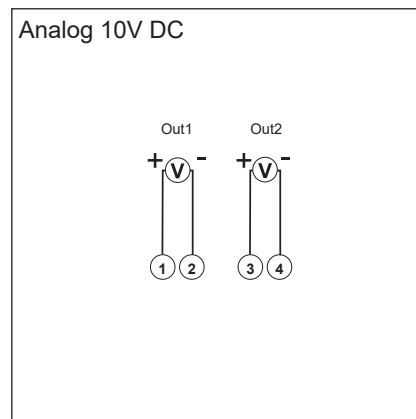 Analog 10V DC
Out1 Out2
+ V - + V -
1 2 3 4